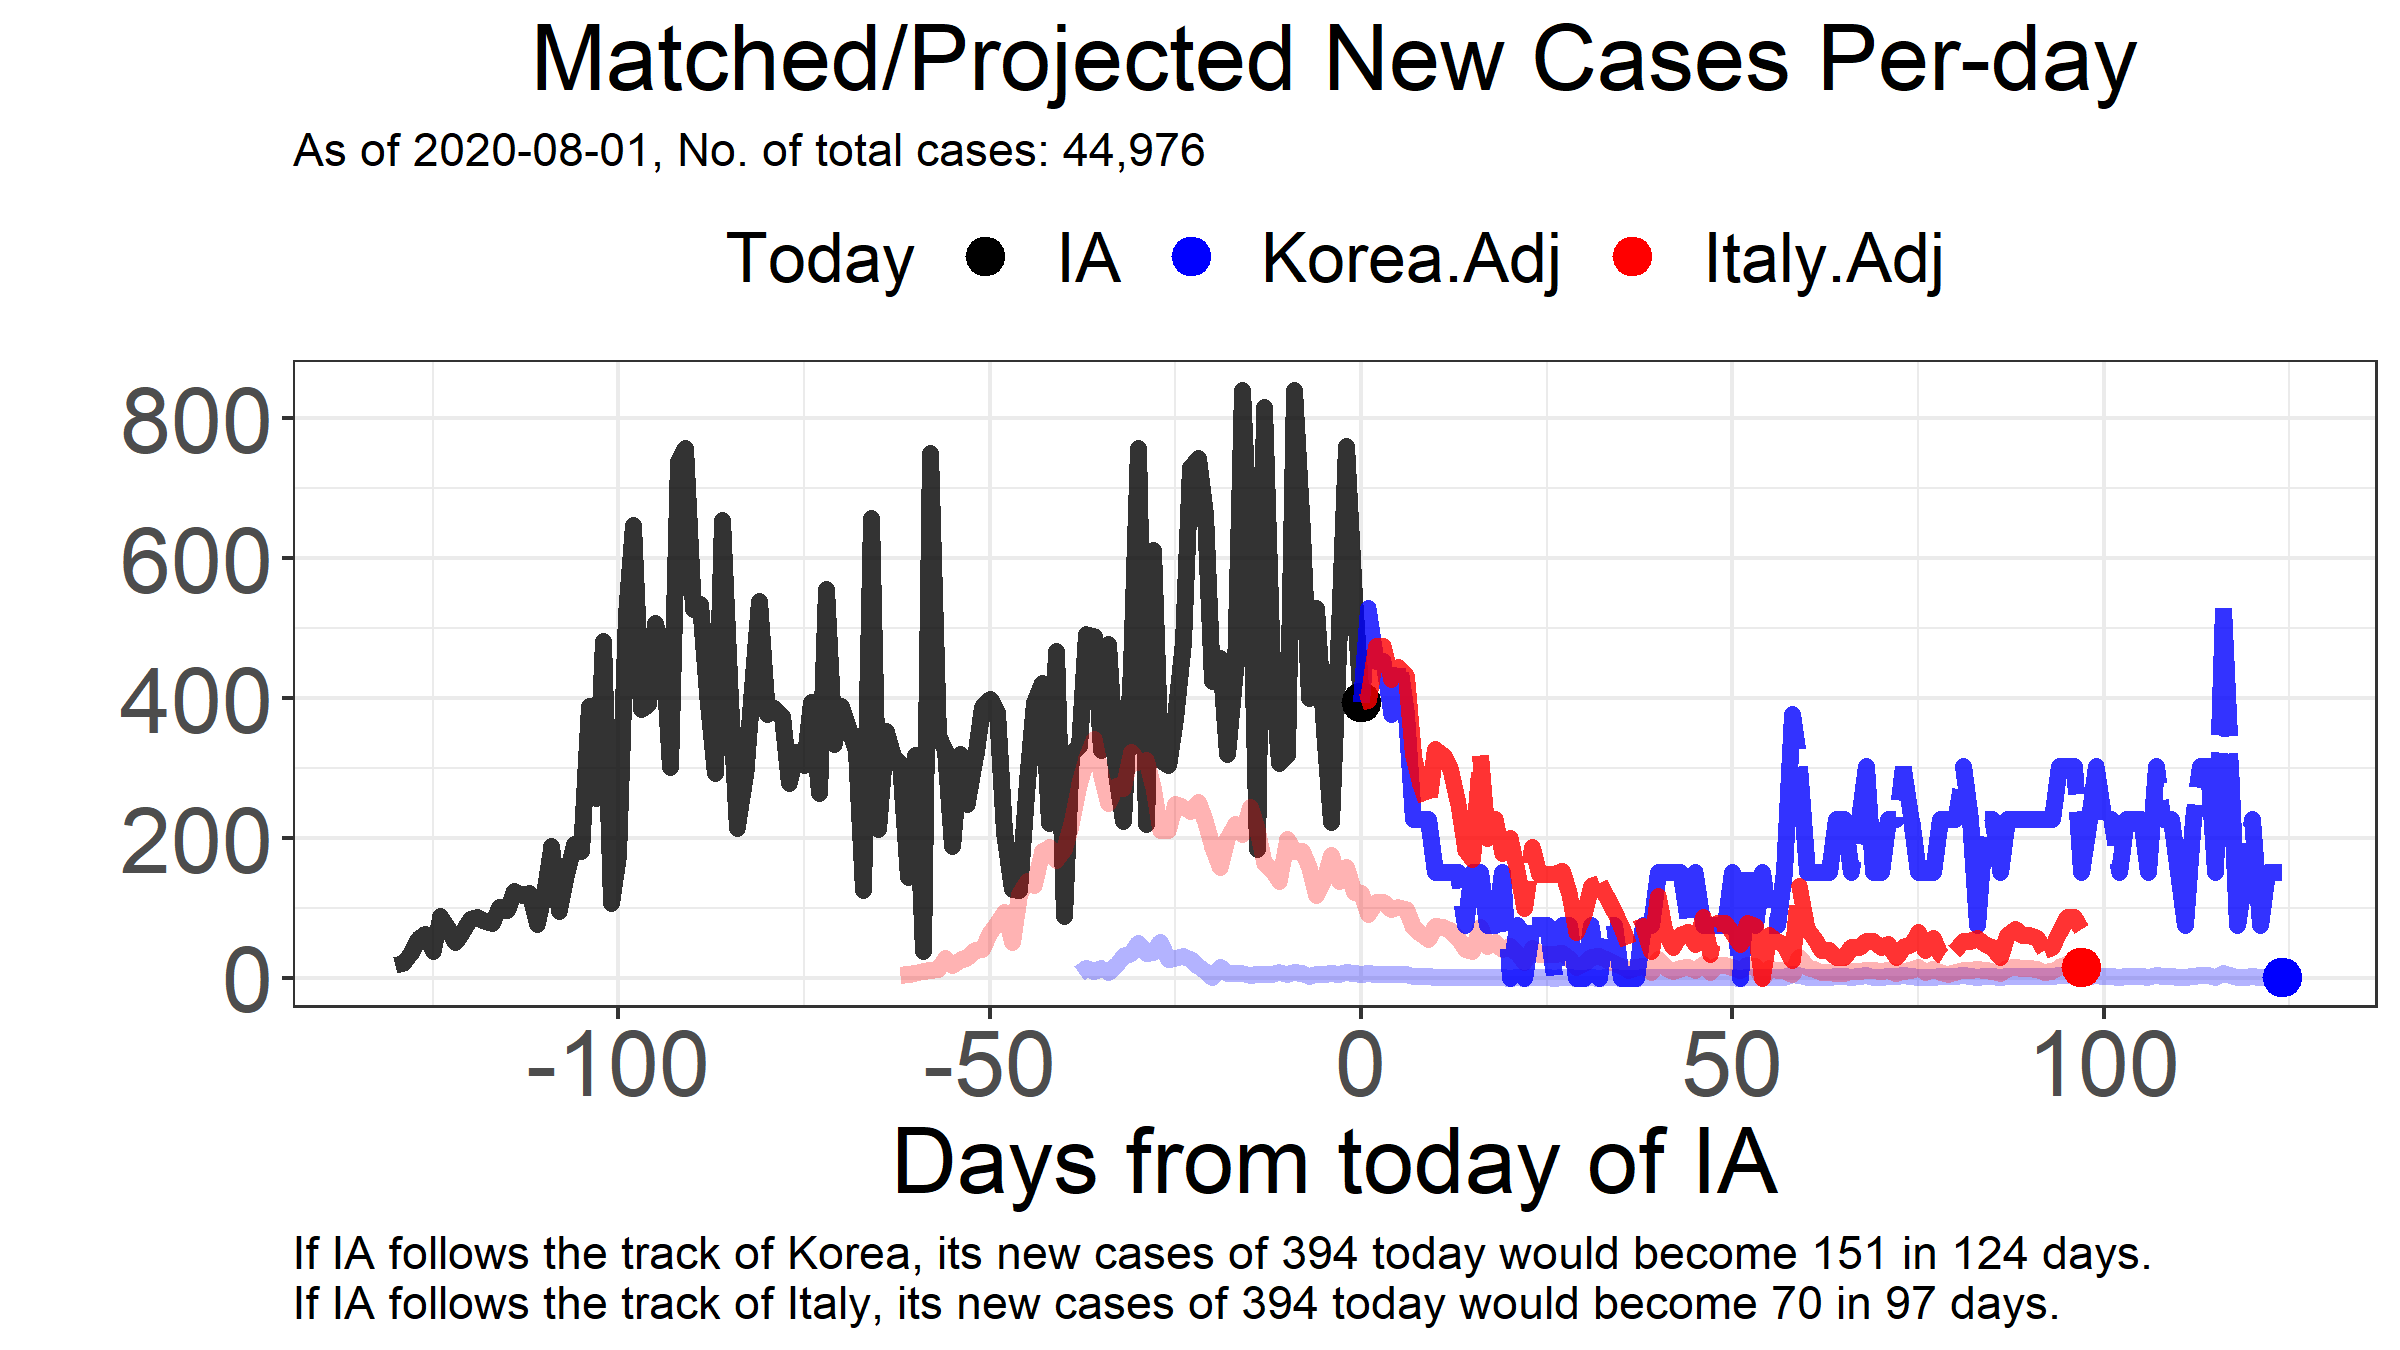 Matched/Projected New Cases Per-day
As of 2020-08-01, No. of total cases: 44,976
Today IA Korea.Adj Italy.Adj
800
600
400
200
0
-100 -50 0 50 100
Days from today of IA
If IA follows the track of Korea, its new cases of 394 today would become 151 in 124 days.
If IA follows the track of Italy, its new cases of 394 today would become 70 in 97 days.